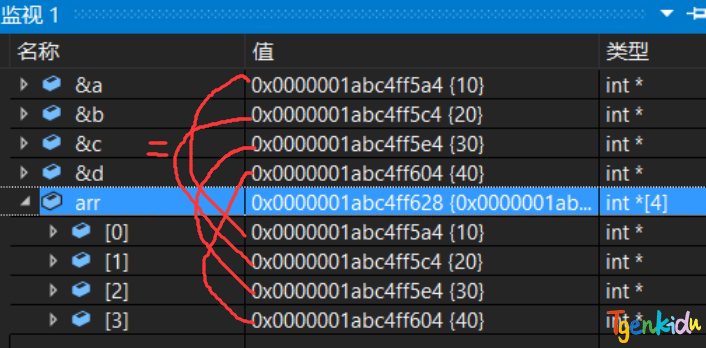 监视 1
名称 值 类型
&a 0x0000001abc4ff5a4 {10} int *
&b 0x0000001abc4ff5c4 {20} int *
&c 0x0000001abc4ff5e4 {30} int *
&d 0x0000001abc4ff604 {40} int *
arr 0x0000001abc4ff628 {0x0000001ab... int *[4]
[0] 0x0000001abc4ff5a4 {10} int *
[1] 0x0000001abc4ff5c4 {20} int *
[2] 0x0000001abc4ff5e4 {30} int *
[3] 0x0000001abc4ff604 {40} int *
=
Tgenkidu